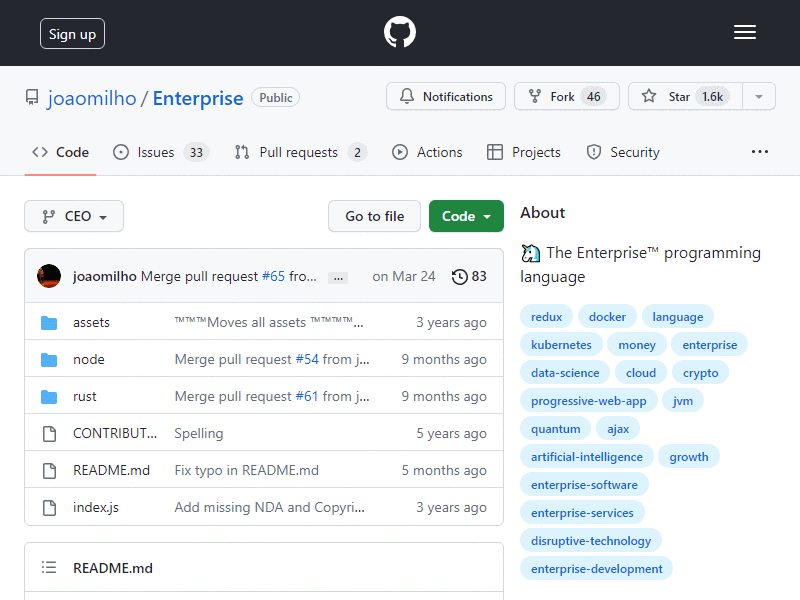 Sign up
joaomilho / Enterprise Public
Notifications Fork 46 Star 1.6k
Code Issues 33 Pull requests 2 Actions Projects Security ...
CEO Go to file Code
joaomilho Merge pull request #65 fro... ... on Mar 24 83
assets ™™™Moves all assets ™™™™... 3 years ago
node Merge pull request #54 from j... 9 months ago
rust Merge pull request #61 from j... 9 months ago
CONTRIBUT... Spelling 5 years ago
README.md Fix typo in README.md 5 months ago
index.js Add missing NDA and Copyri... 3 years ago
README.md
About
🦄 The Enterprise™ programming
language
redux docker language
kubernetes money enterprise
data-science cloud crypto
progressive-web-app jvm
quantum ajax
artificial-intelligence growth
enterprise-software
enterprise-services
disruptive-technology
enterprise-development